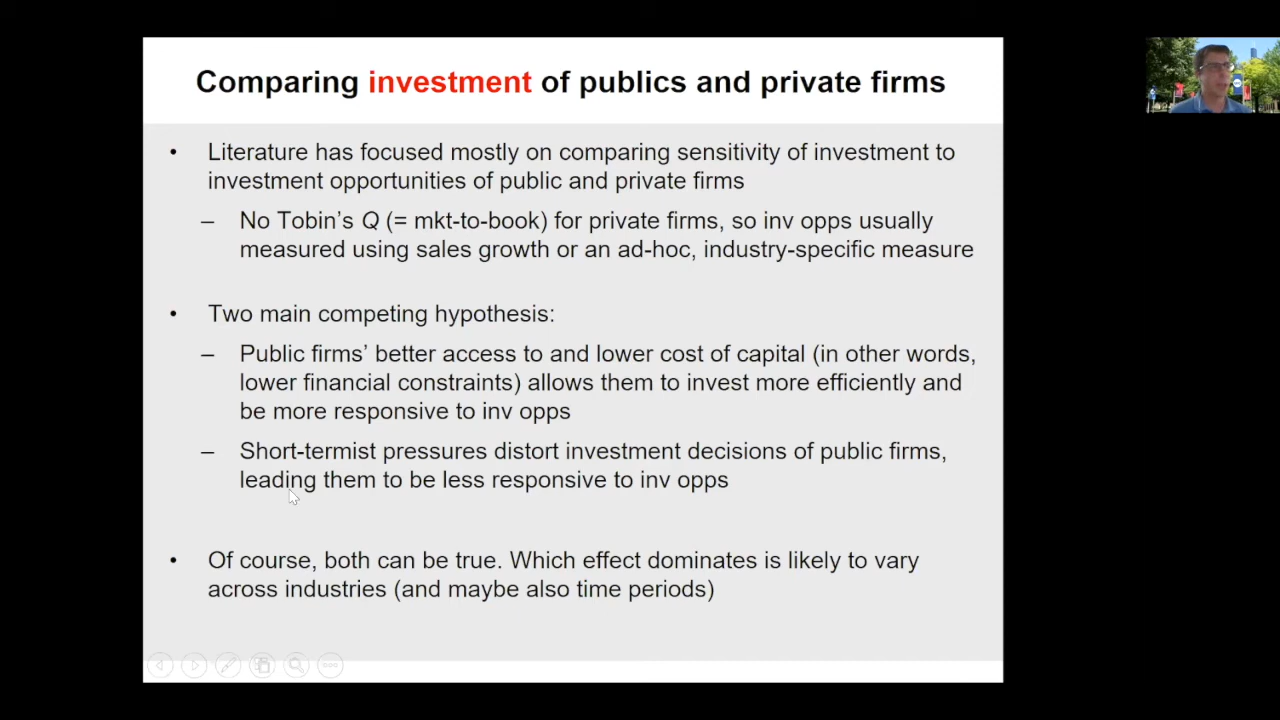 Comparing investment of publics and private firms
• Literature has focused mostly on comparing sensitivity of investment to
investment opportunities of public and private firms
– No Tobin's Q (= mkt-to-book) for private firms, so inv opps usually
measured using sales growth or an ad-hoc, industry-specific measure
• Two main competing hypothesis:
– Public firms' better access to and lower cost of capital (in other words,
lower financial constraints) allows them to invest more efficiently and
be more responsive to inv opps
– Short-termist pressures distort investment decisions of public firms,
leading them to be less responsive to inv opps
• Of course, both can be true. Which effect dominates is likely to vary
across industries (and maybe also time periods)